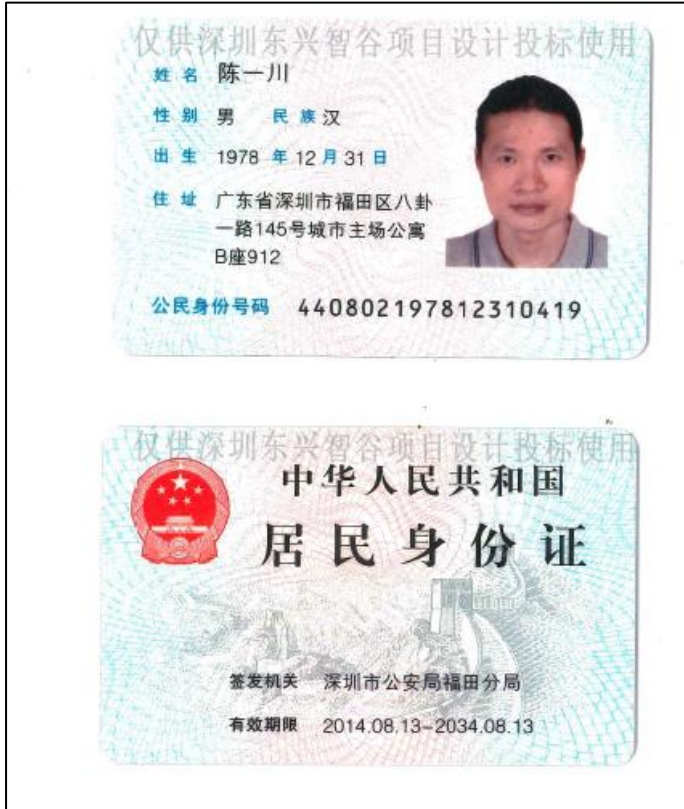 仅供深圳东兴智谷项目设计投标使用
姓名 陈一川
性别 男 民族 汉
出生 1978 年 12 月 31 日
住址 广东省深圳市福田区八卦
一路145号城市主场公寓
B座912
公民身份号码 440802197812310419
仅供深圳东兴智谷项目设计投标使用
中华人民共和国
居民身份证
签发机关 深圳市公安局福田分局
有效期限 2014.08.13-2034.08.13